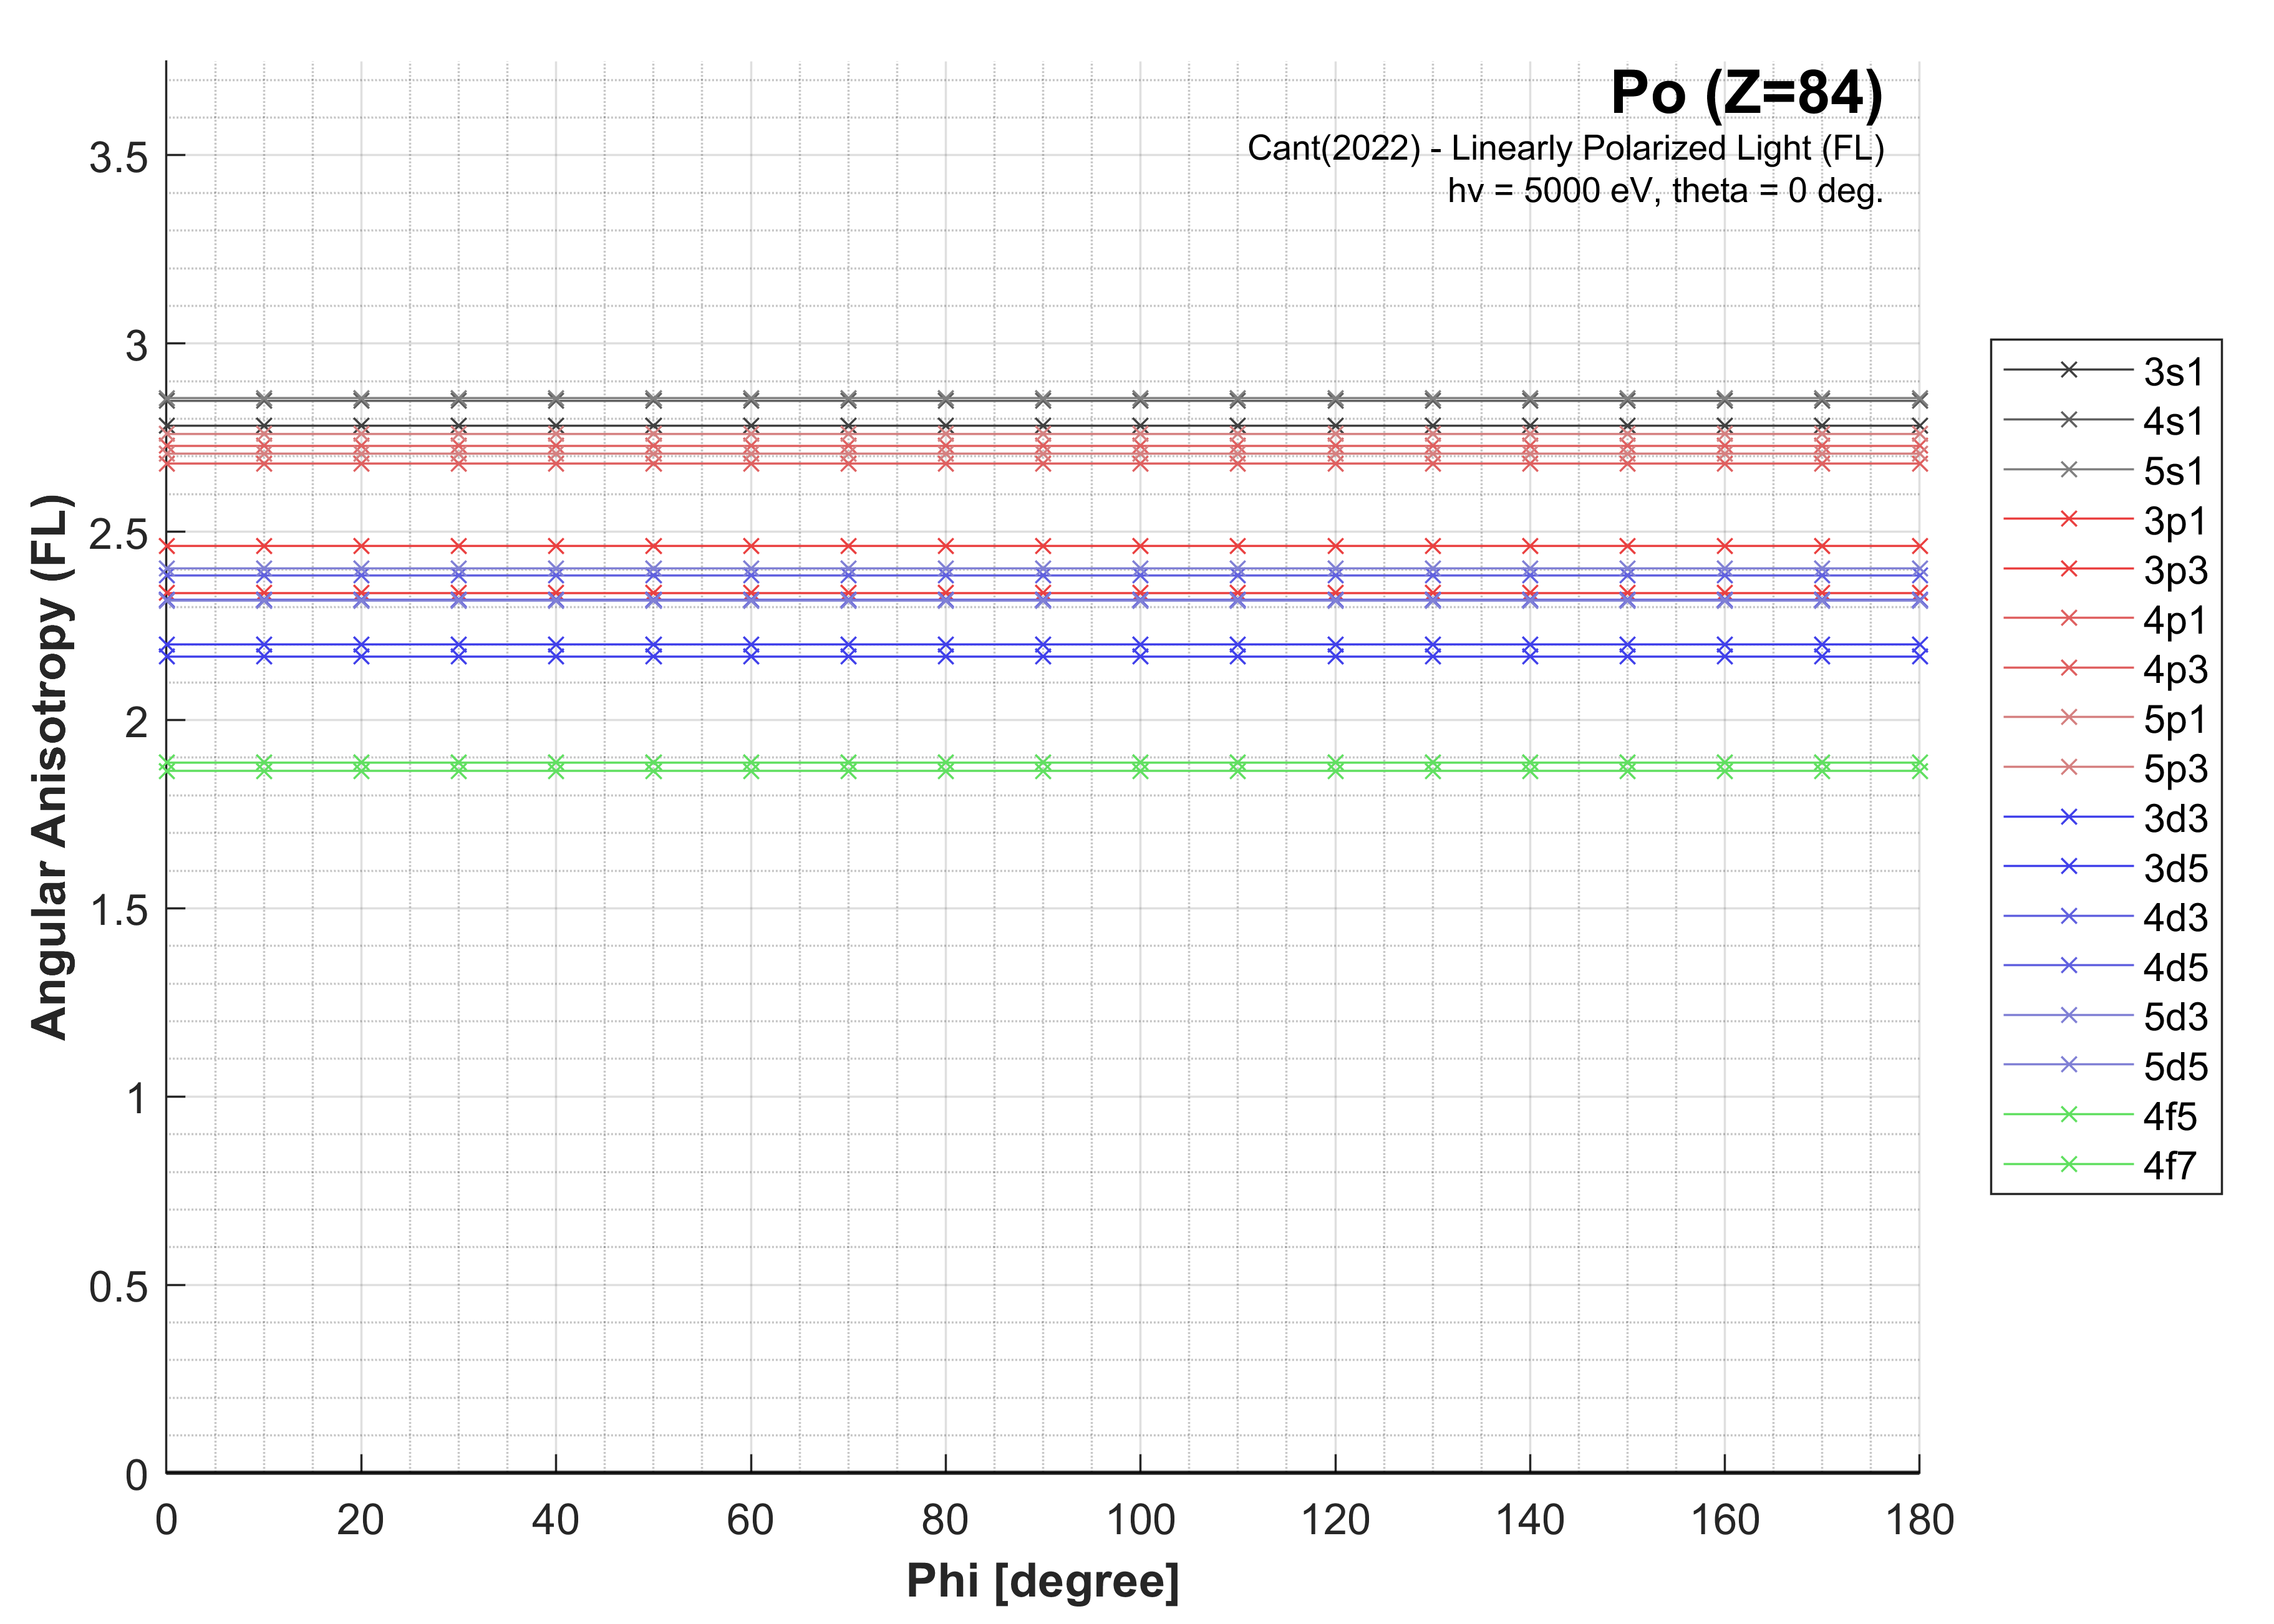 Po (Z=84)
Cant(2022) - Linearly Polarized Light (FL)
hv = 5000 eV, theta = 0 deg.
Angular Anisotropy (FL)
3.5
3
2.5
2
1.5
1
0.5
0
0 20 40 60 80 100 120 140 160 180
Phi [degree]
3s1
4s1
5s1
3p1
3p3
4p1
4p3
5p1
5p3
3d3
3d5
4d3
4d5
5d3
5d5
4f5
4f7